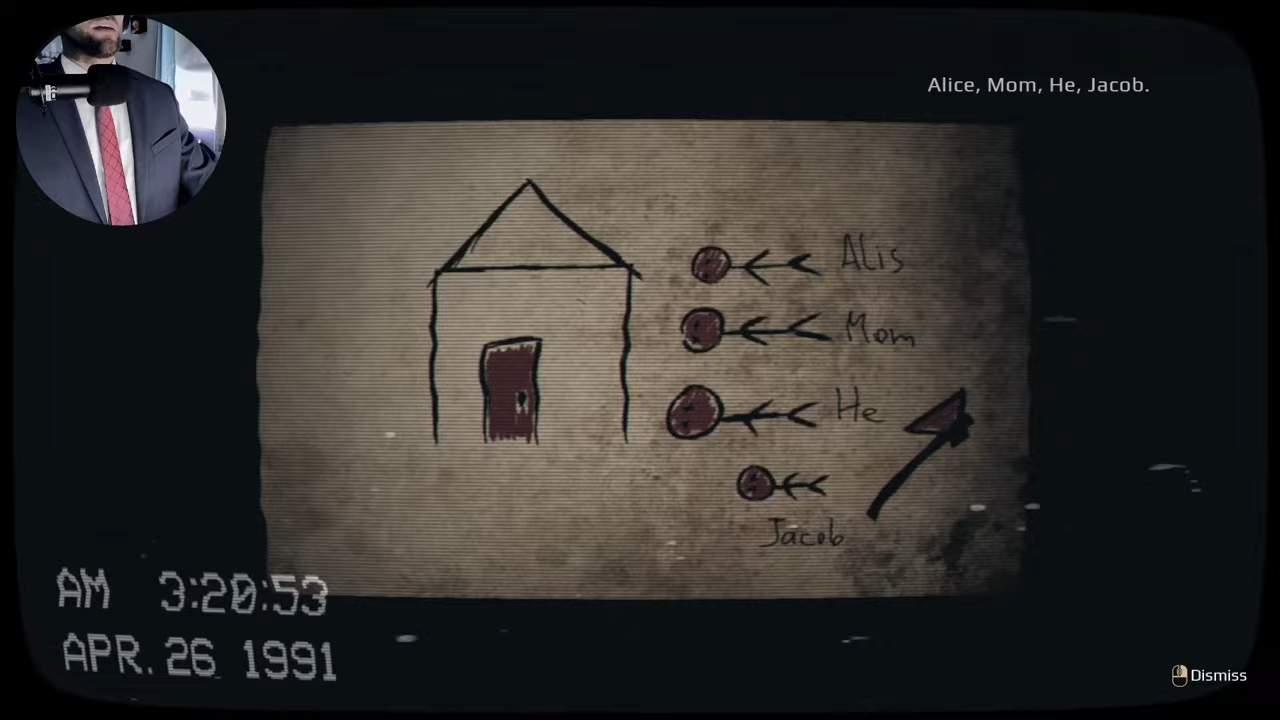 Alice, Mom, He, Jacob.
Alis
Mom
He
Jacob
AM 3:20:53
APR. 26 1991
Dismiss